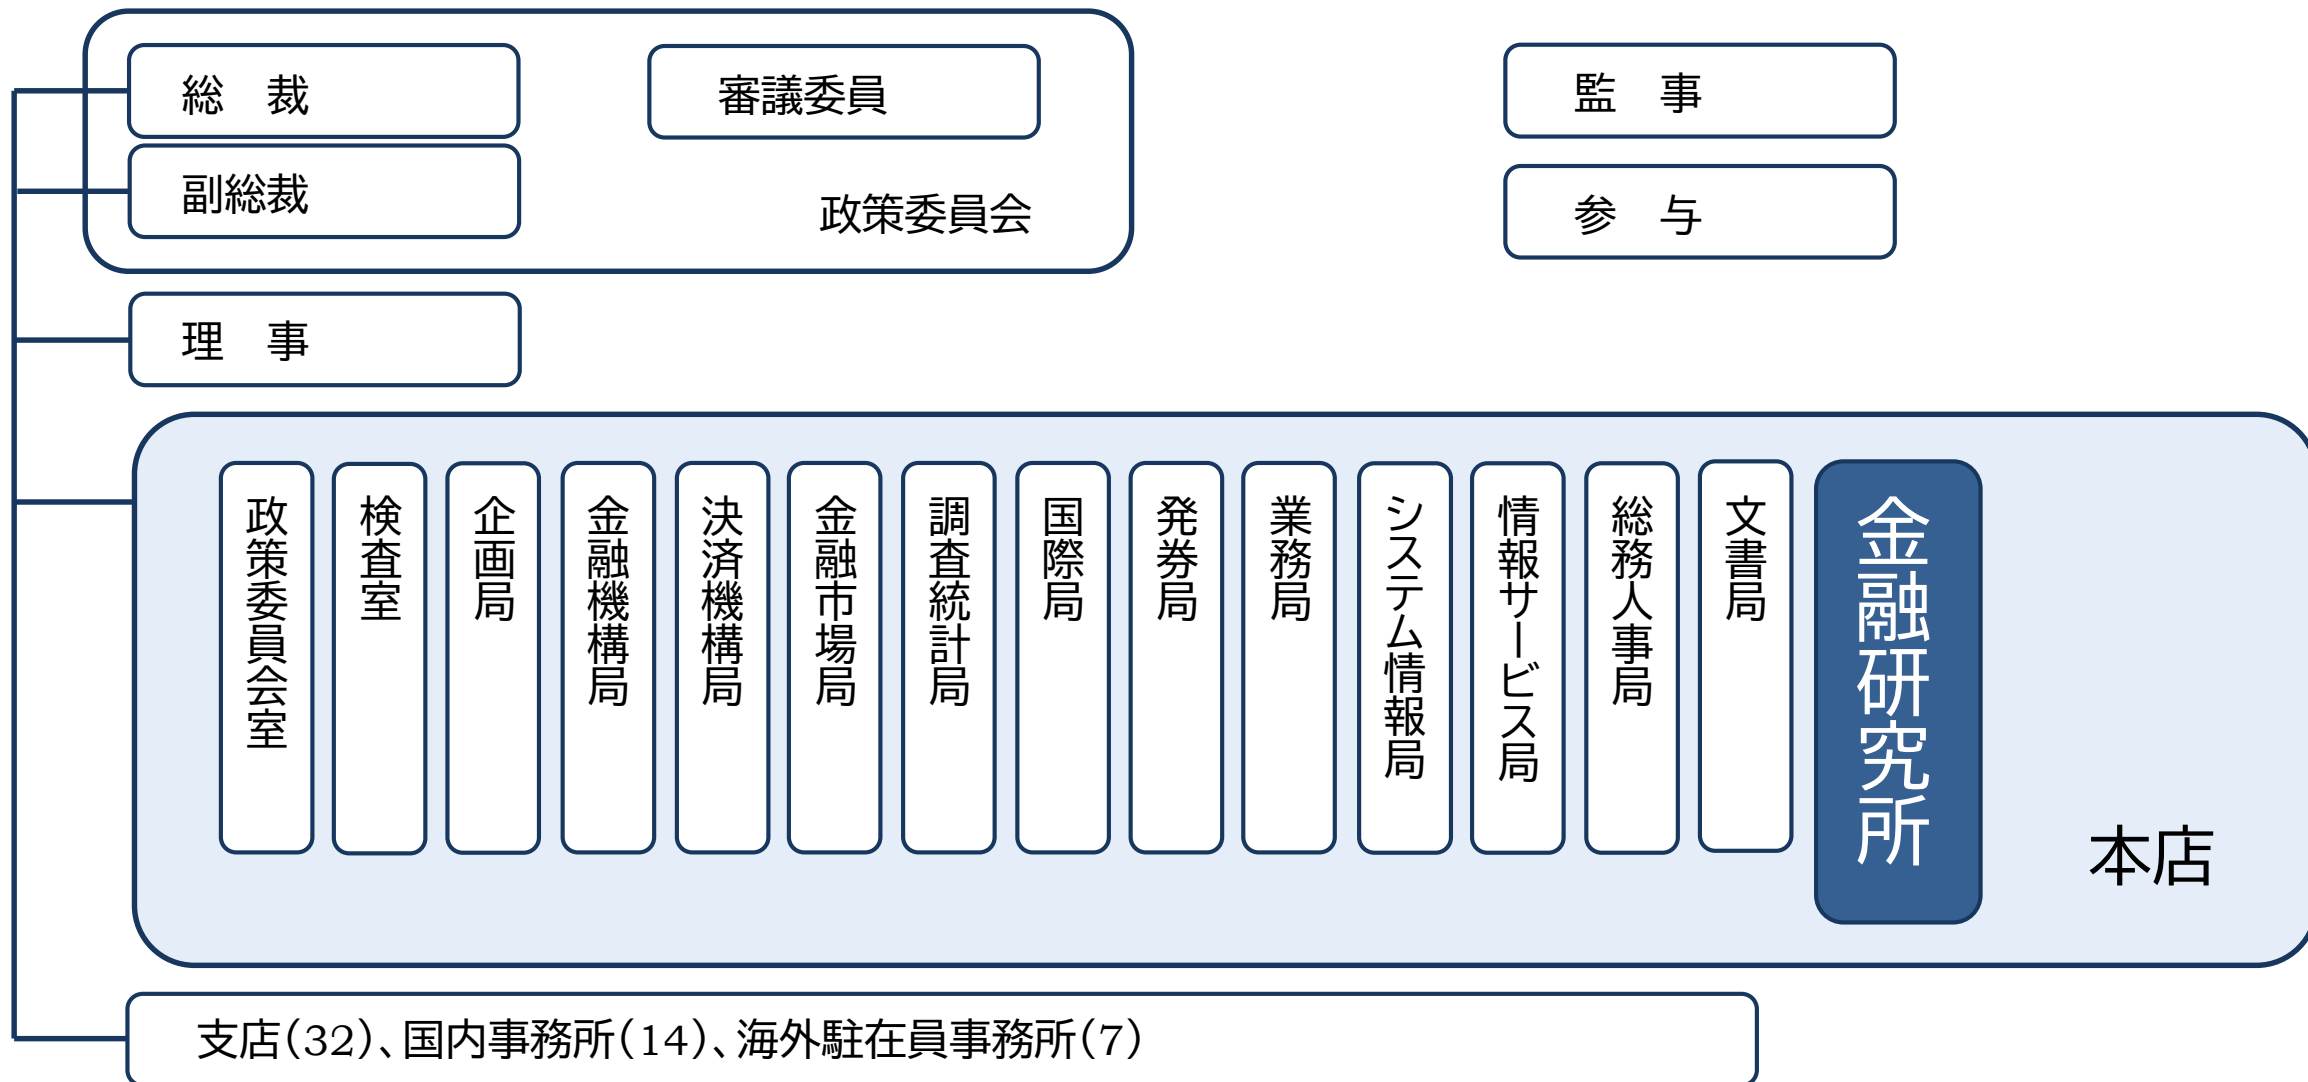 総　裁
審議委員
副総裁
政策委員会
監　事
参　与
理　事
政策委員会室
検査室
企画局
金融機構局
決済機構局
金融市場局
調査統計局
国際局
発券局
業務局
システム情報局
情報サービス局
総務人事局
文書局
金融研究所
本店
支店（32）、国内事務所（14）、海外駐在員事務所（7）